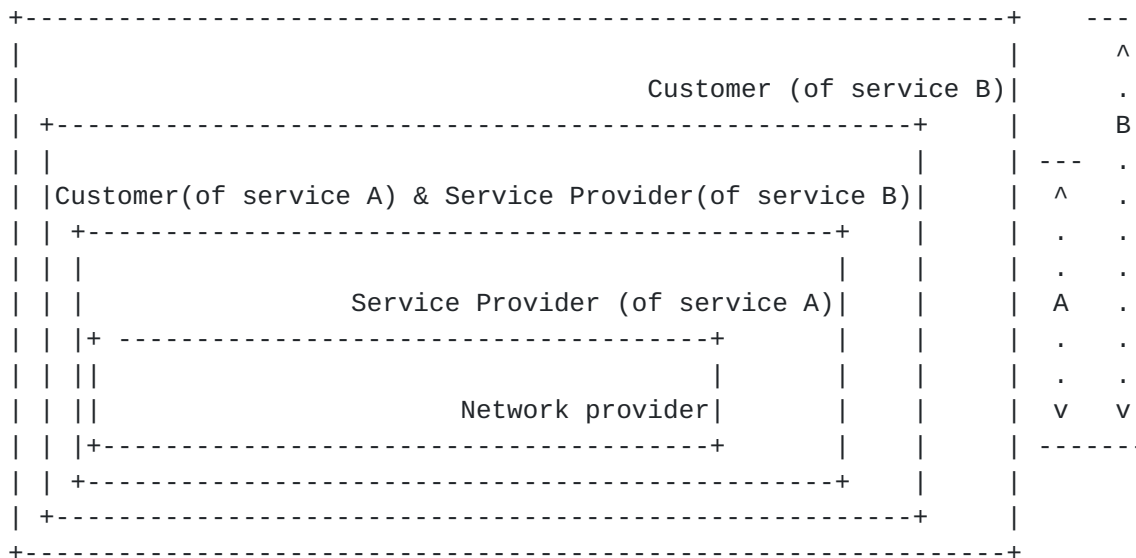 Customer (of service B)
B
Customer(of service A) & Service Provider(of service B)
Service Provider (of service A)
A
Network provider